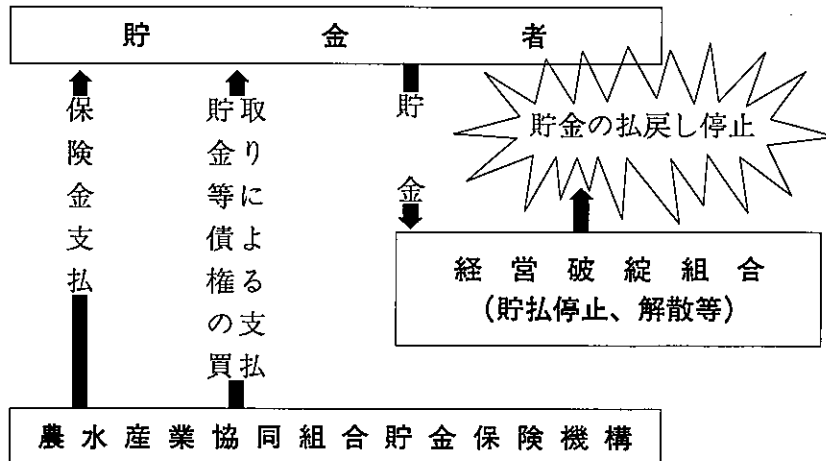 貯金者
貯金の払戻し停止
保険金支払
貯金等債権の買
取りによる支払
貯金
経営破綻組合
(貯払停止、解散等)
農水産業協同組合貯金保険機構